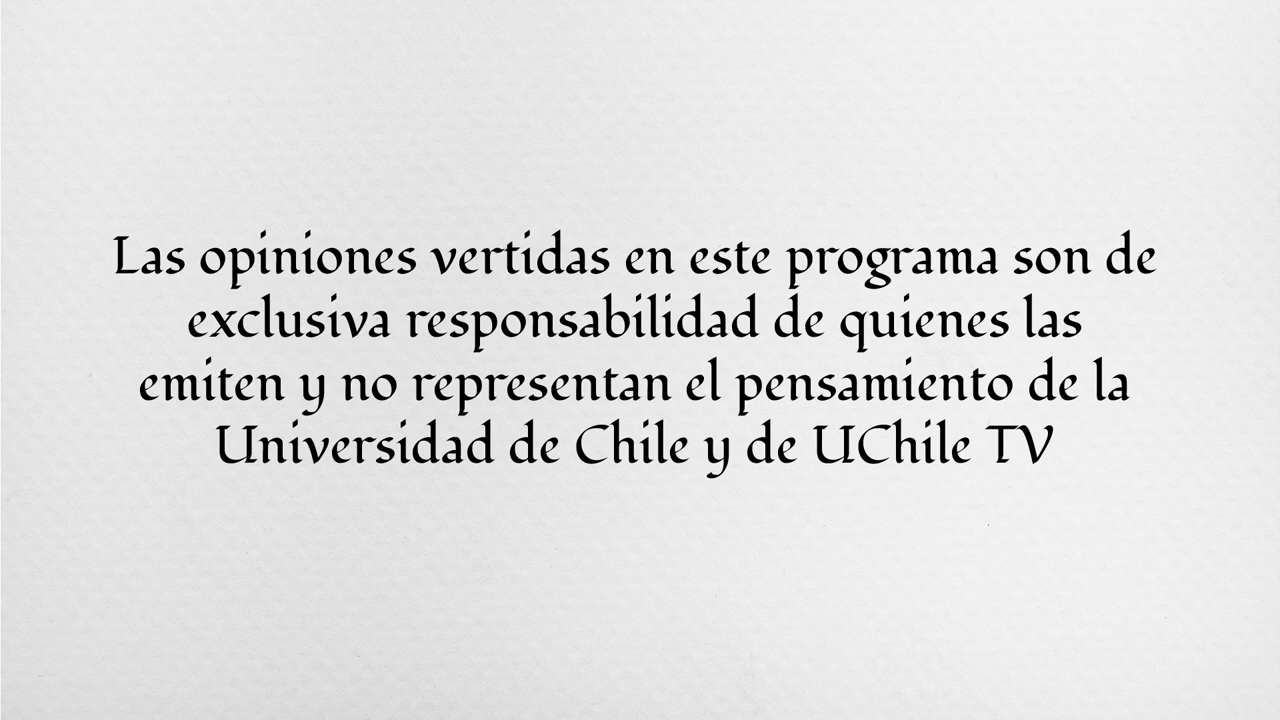 Las opiniones vertidas en este programa son de
exclusiva responsabilidad de quienes las
emiten y no representan el pensamiento de la
Universidad de Chile y de UChile TV